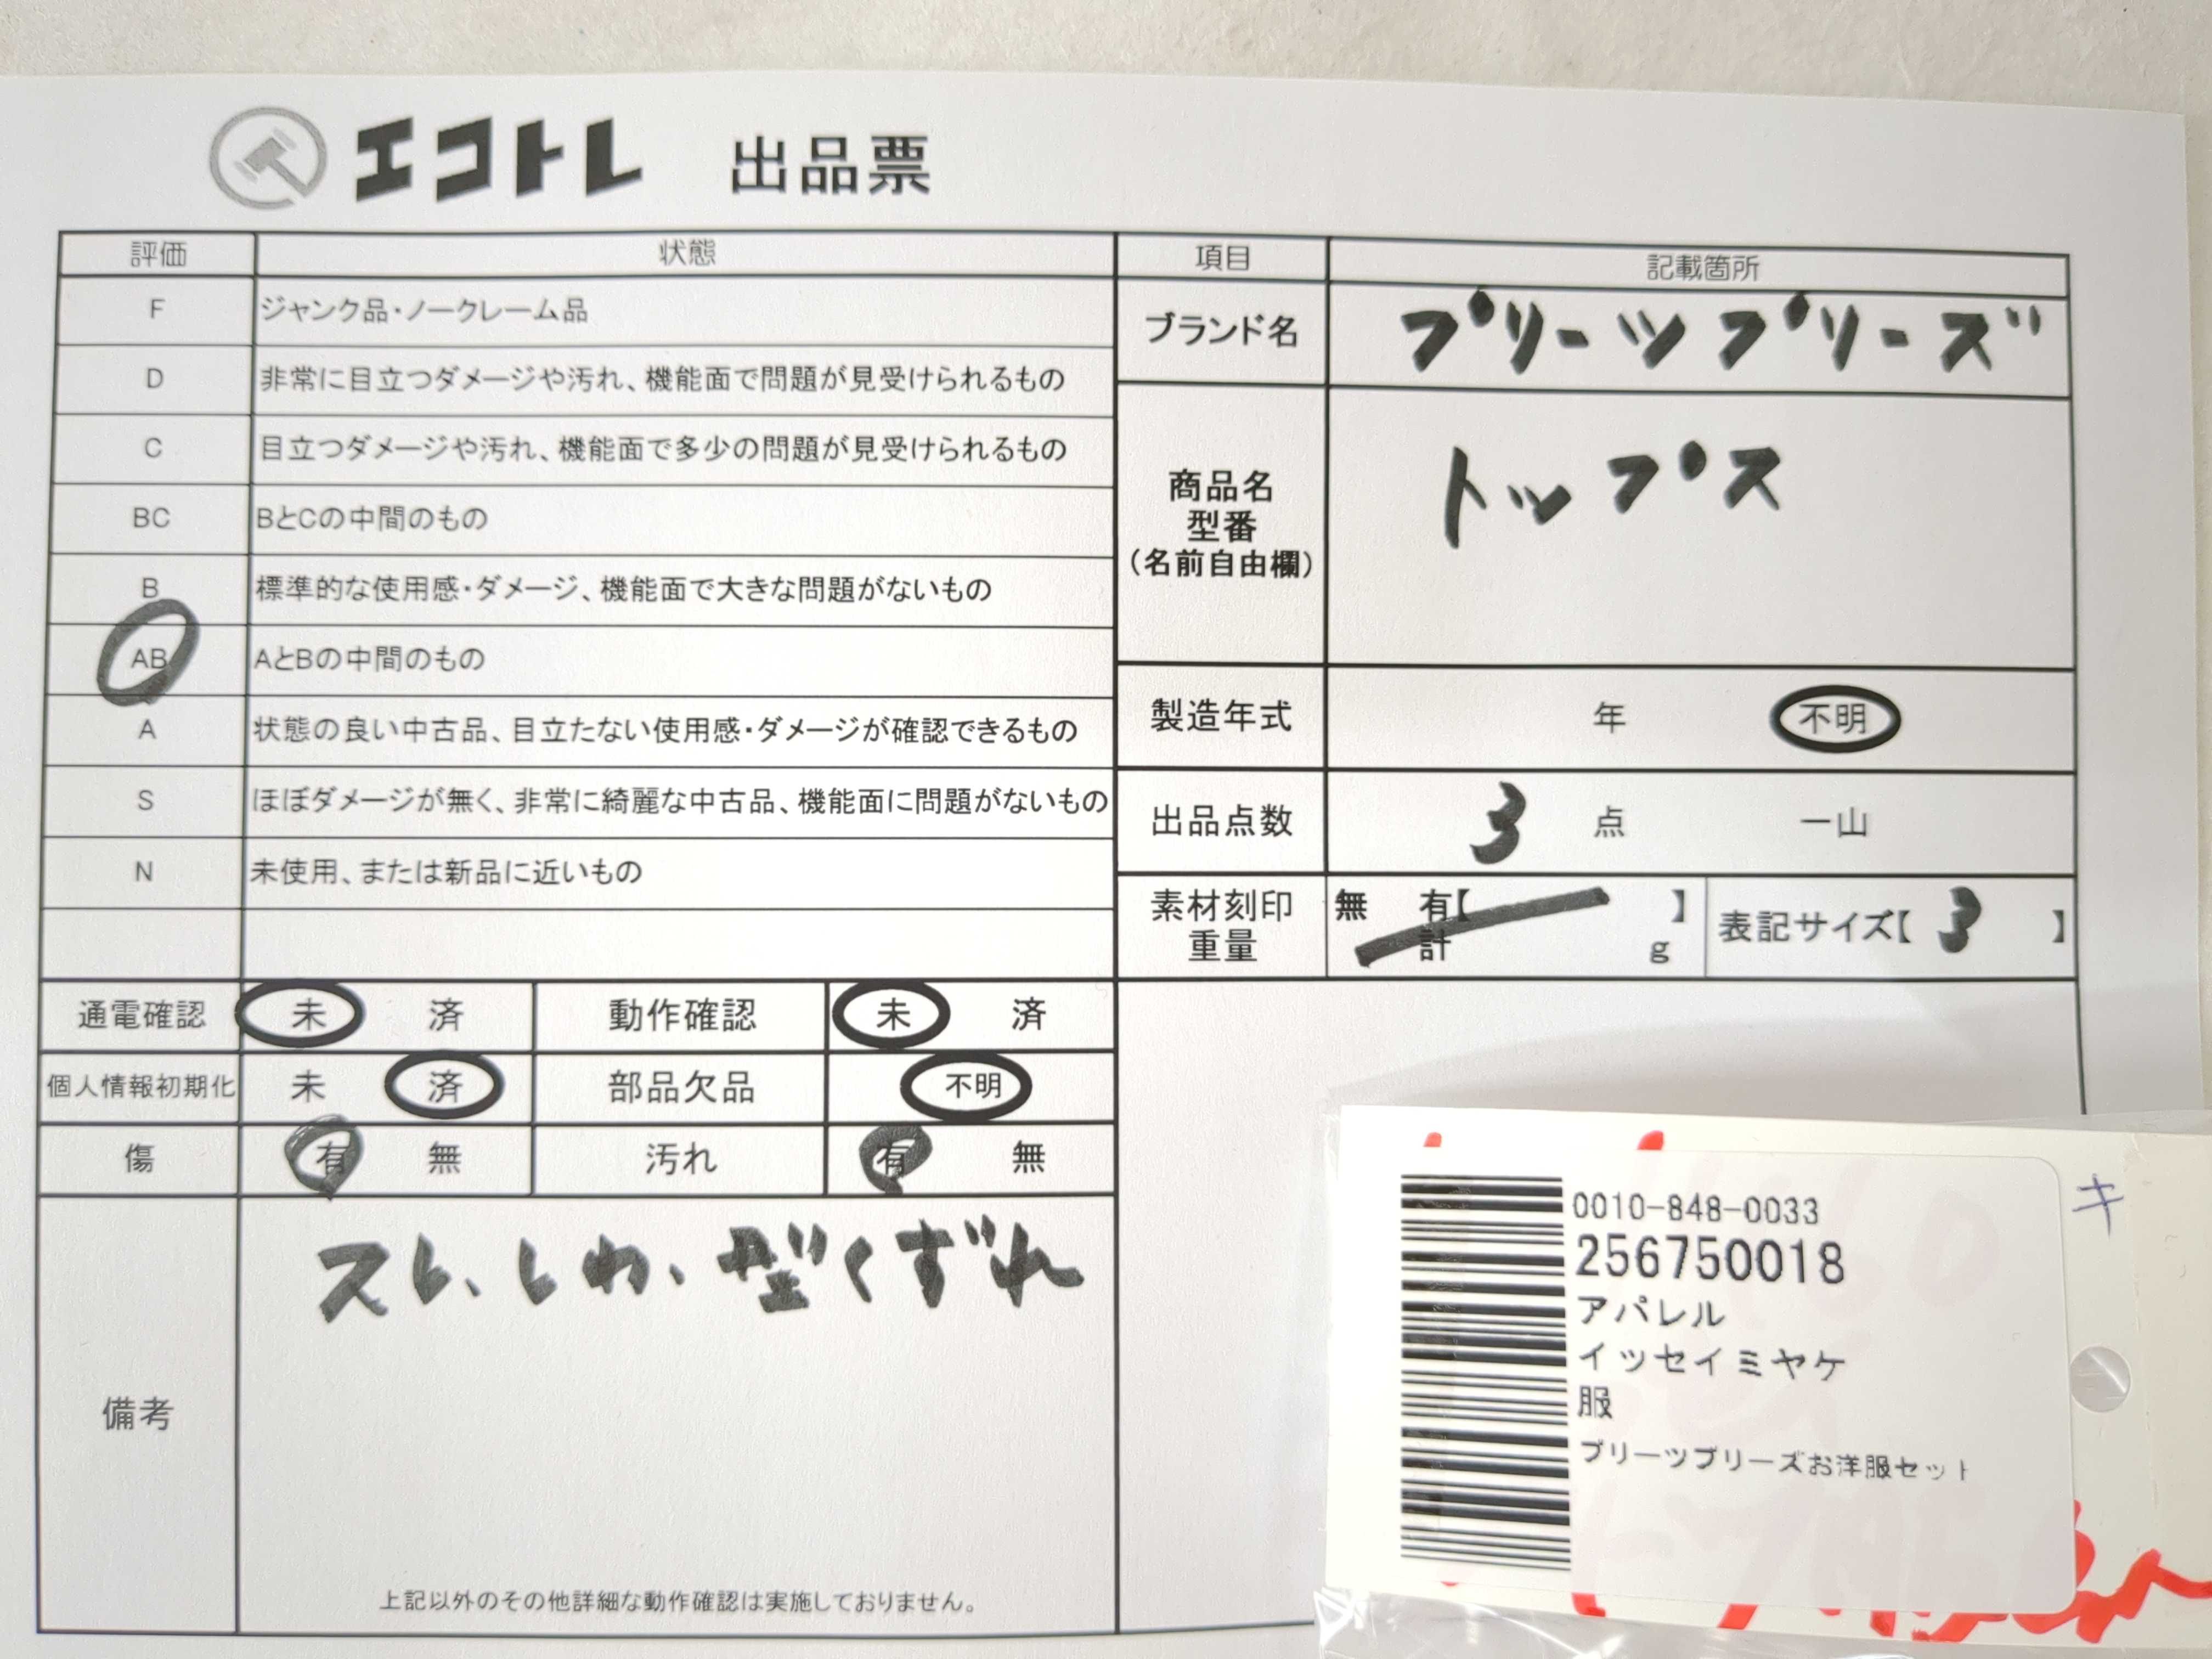 エコトレ 出品票
評価 状態 項目 記載箇所
F ジャンク品・ノークレーム品
D 非常に目立つダメージや汚れ、機能面で問題が見受けられるもの
C 目立つダメージや汚れ、機能面で多少の問題が見受けられるもの
BC BとCの中間のもの
B 標準的な使用感・ダメージ、機能面で大きな問題がないもの
AB AとBの中間のもの
A 状態の良い中古品、目立たない使用感・ダメージが確認できるもの
S ほぼダメージが無く、非常に綺麗な中古品、機能面に問題がないもの
N 未使用、または新品に近いもの
ブランド名 プリーツプリーズ
商品名
型番
(名前自由欄)
トップス
製造年式 年 不明
出品点数 3 点 一山
素材刻印
重量
無 有【 】
計 g
表記サイズ【 3 】
通電確認 未 済 動作確認 未 済
個人情報初期化 未 済 部品欠品 不明
傷 有 無 汚れ 有 無
備考
スレ、しわ、型くずれ
上記以外のその他詳細な動作確認は実施しておりません。
0010-848-0033
256750018
アパレル
イッセイミヤケ
服
プリーツプリーズお洋服セット
キ